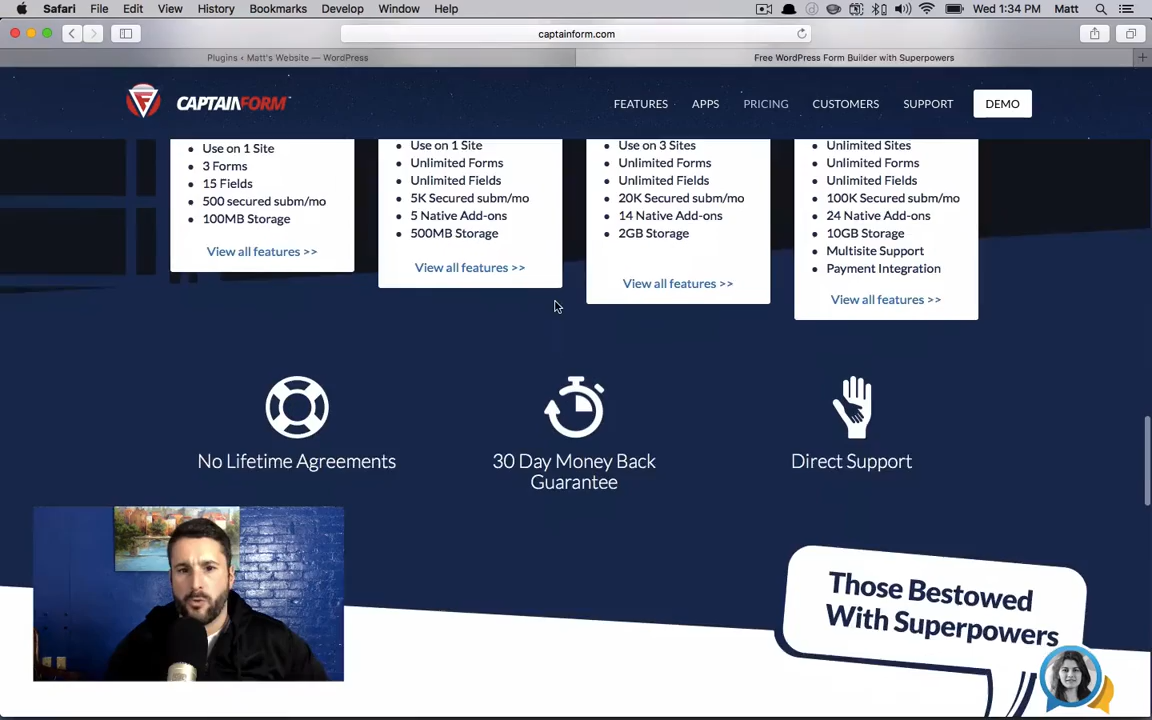 Safari File Edit View History Bookmarks Develop Window Help Wed 1:34 PM Matt
captainform.com
Plugins ‹ Matt's Website — WordPress
Free WordPress Form Builder with Superpowers
CAPTAINFORM™
FEATURES APPS PRICING CUSTOMERS SUPPORT DEMO
Use on 1 Site
3 Forms
15 Fields
500 secured subm/mo
100MB Storage
View all features >>
Use on 1 Site
Unlimited Forms
Unlimited Fields
5K Secured subm/mo
5 Native Add-ons
500MB Storage
View all features >>
Use on 3 Sites
Unlimited Forms
Unlimited Fields
20K Secured subm/mo
14 Native Add-ons
2GB Storage
View all features >>
Unlimited Sites
Unlimited Forms
Unlimited Fields
100K Secured subm/mo
24 Native Add-ons
10GB Storage
Multisite Support
Payment Integration
View all features >>
No Lifetime Agreements
30 Day Money Back
Guarantee
Direct Support
Those Bestowed
With Superpowers